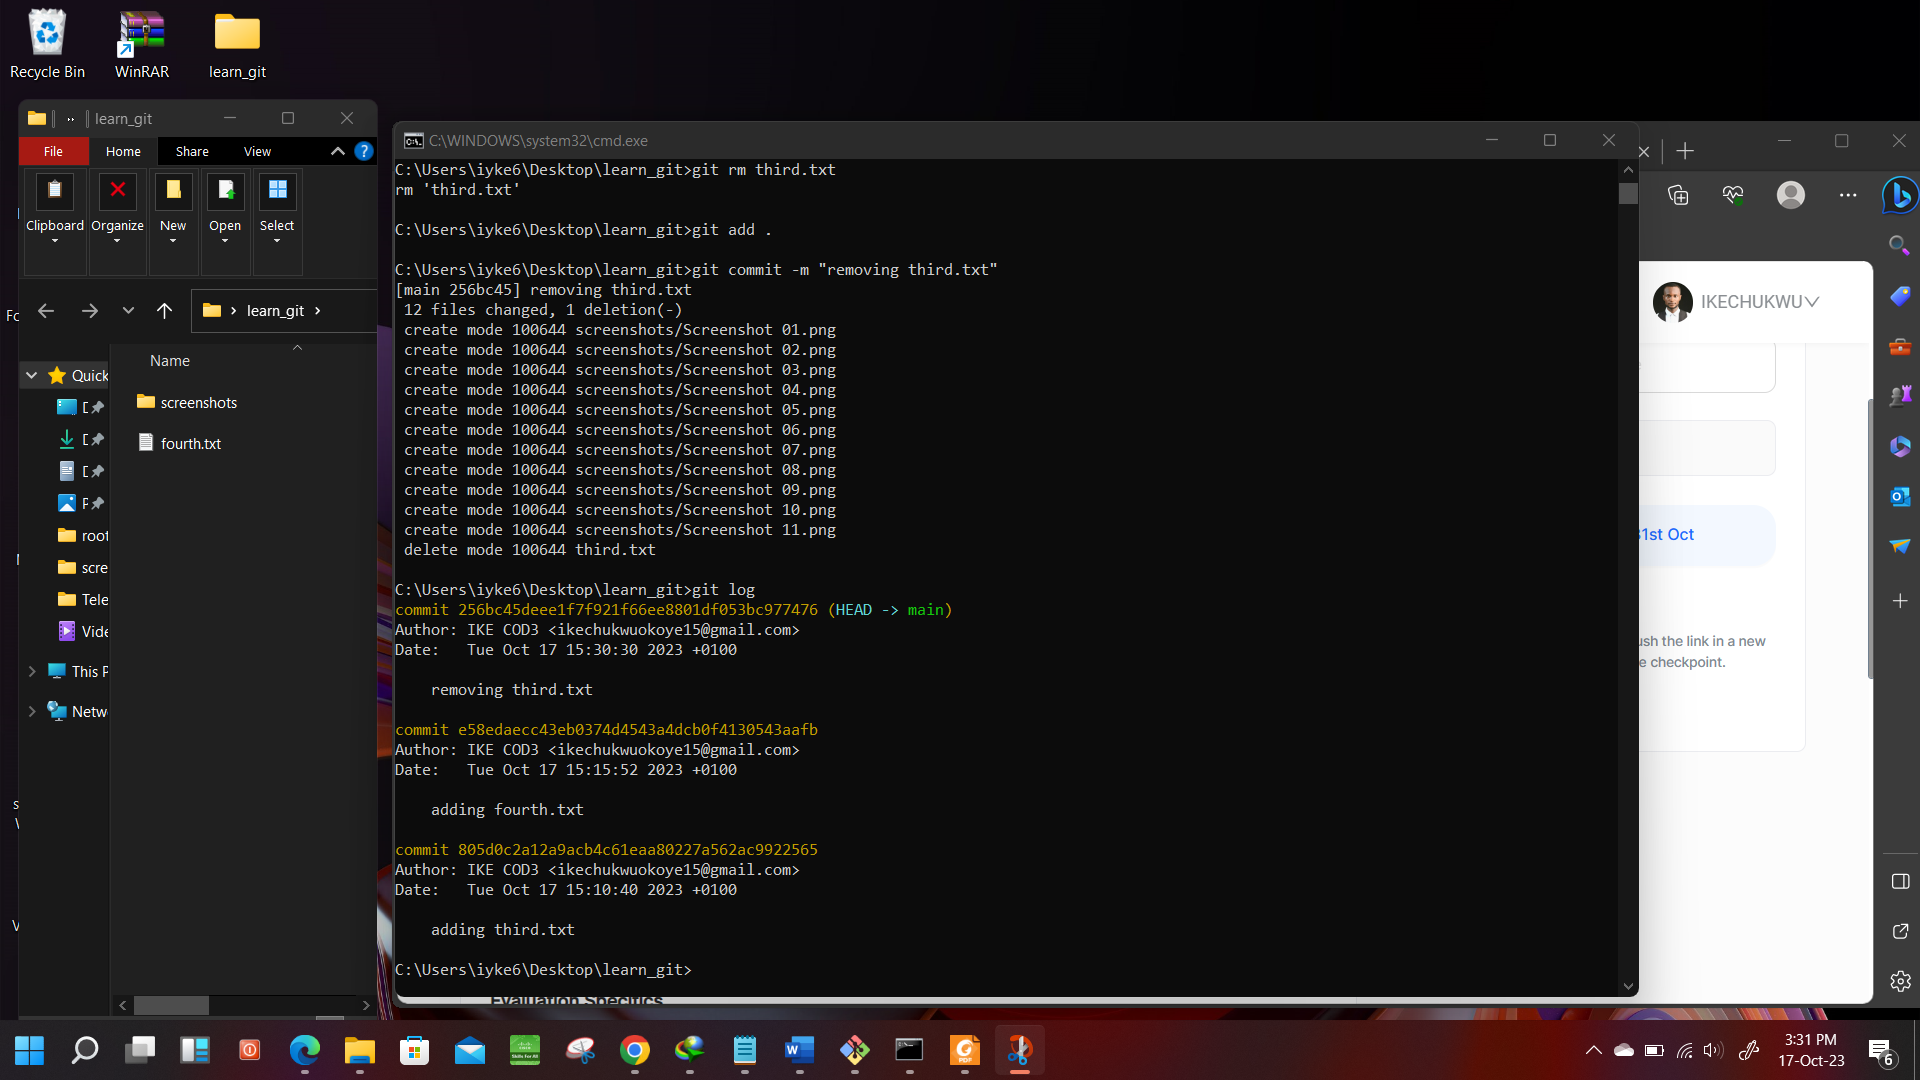 Recycle Bin
WinRAR
learn_git
learn_git
File
Home
Share
View
Clipboard
Organize
New
Open
Select
learn_git
Name
Quick
screenshots
fourth.txt
root
scre
Tele
Vide
This P
Netw
C:\WINDOWS\system32\cmd.exe
C:\Users\iyke6\Desktop\learn_git>git rm third.txt
rm 'third.txt'
C:\Users\iyke6\Desktop\learn_git>git add .
C:\Users\iyke6\Desktop\learn_git>git commit -m "removing third.txt"
[main 256bc45] removing third.txt
12 files changed, 1 deletion(-)
create mode 100644 screenshots/Screenshot 01.png
create mode 100644 screenshots/Screenshot 02.png
create mode 100644 screenshots/Screenshot 03.png
create mode 100644 screenshots/Screenshot 04.png
create mode 100644 screenshots/Screenshot 05.png
create mode 100644 screenshots/Screenshot 06.png
create mode 100644 screenshots/Screenshot 07.png
create mode 100644 screenshots/Screenshot 08.png
create mode 100644 screenshots/Screenshot 09.png
create mode 100644 screenshots/Screenshot 10.png
create mode 100644 screenshots/Screenshot 11.png
delete mode 100644 third.txt
C:\Users\iyke6\Desktop\learn_git>git log
commit 256bc45deee1f7f921f66ee8801df053bc977476 (HEAD -> main)
Author: IKE COD3 <ikechukwuokoye15@gmail.com>
Date:   Tue Oct 17 15:30:30 2023 +0100
removing third.txt
commit e58edaecc43eb0374d4543a4dcb0f4130543aafb
Author: IKE COD3 <ikechukwuokoye15@gmail.com>
Date:   Tue Oct 17 15:15:52 2023 +0100
adding fourth.txt
commit 805d0c2a12a9acb4c61eaa80227a562ac9922565
Author: IKE COD3 <ikechukwuokoye15@gmail.com>
Date:   Tue Oct 17 15:10:40 2023 +0100
adding third.txt
C:\Users\iyke6\Desktop\learn_git>
Evaluation Specifics
IKECHUKWU
31st Oct
ush the link in a new
e checkpoint.
3:31 PM
17-Oct-23
6